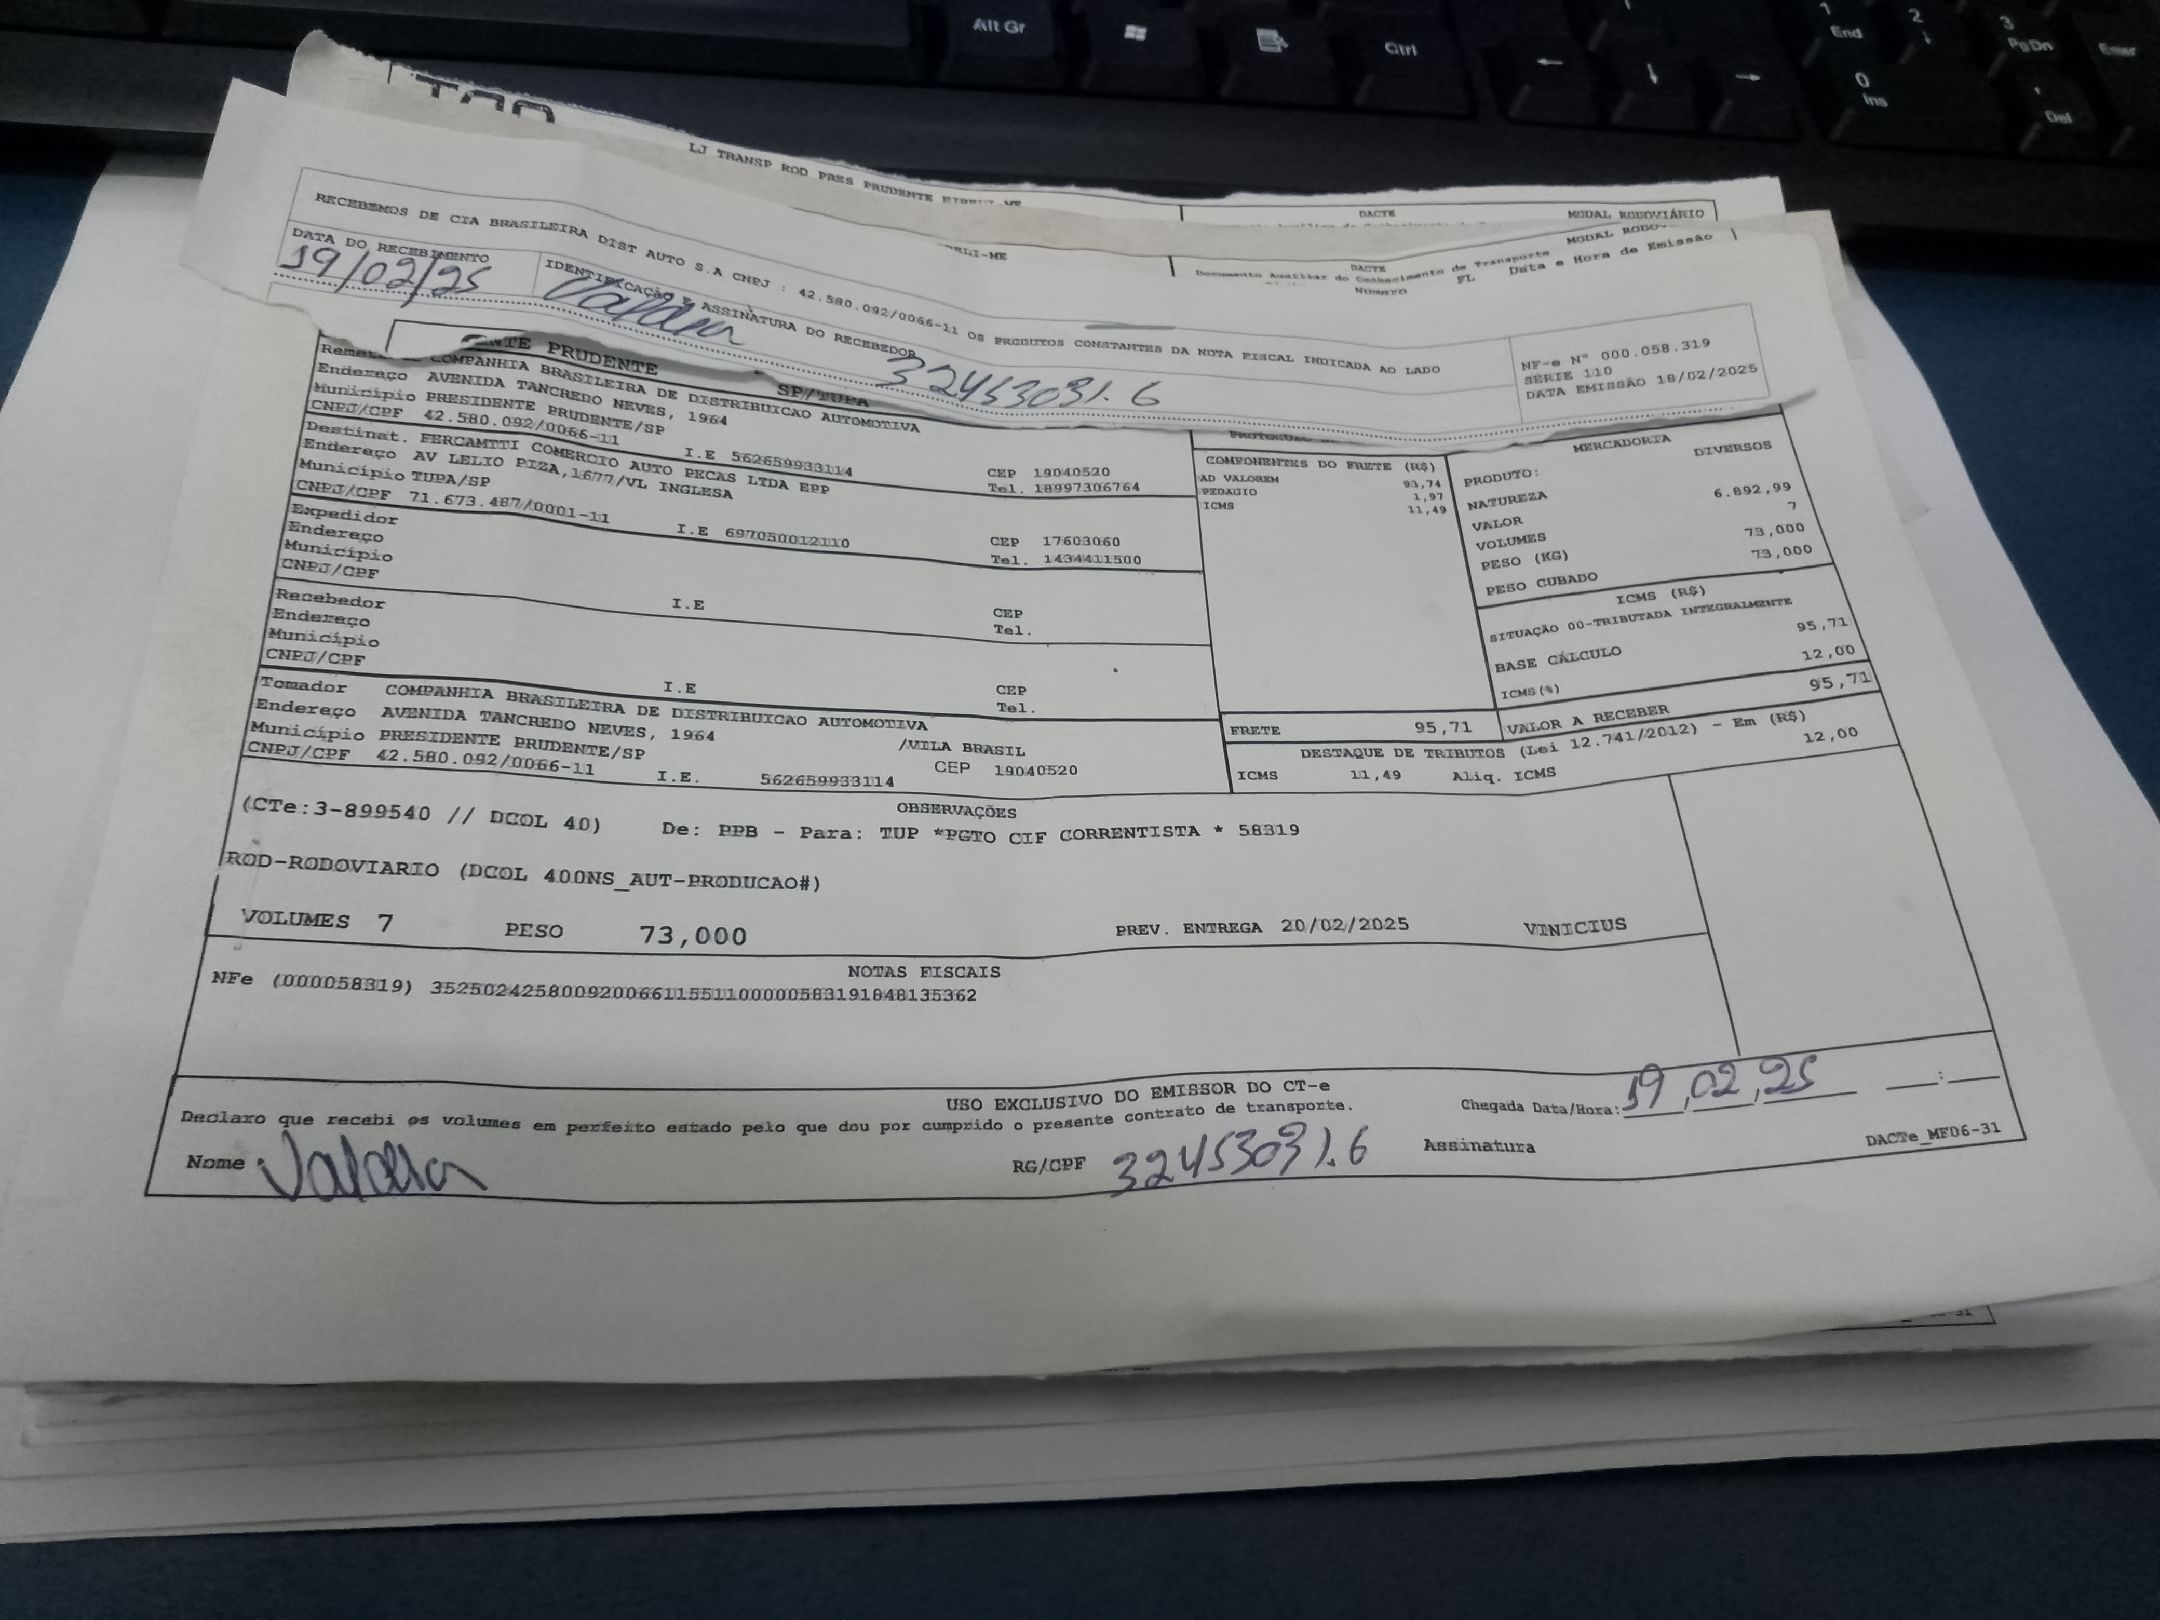 Alt Gr
Ctrl
1
End
2
3
PgDn
Enter
0
Ins
,
Del
LJ TRANSP ROD PRES PRUDENTE
DACTE
MODAL RODOVIÁRIO
DACTE
Documento Auxiliar do Conhecimento de Transporte
Número
FL
Data e Hora de Emissão
RECEBEMOS DE CIA BRASILEIRA DIST AUTO S.A CNPJ : 42.580.092/0066-11 OS PRODUTOS CONSTANTES DA NOTA FISCAL INDICADA AO LADO
DATA DO RECEBIMENTO
19/02/25
IDENTIFICAÇÃO E ASSINATURA DO RECEBEDOR
32453031.6
NF-e Nº 000.058.319
SÉRIE 110
DATA EMISSÃO 18/02/2025
PRUDENTE
SP/TUPA
COMPANHIA BRASILEIRA DE DISTRIBUICAO AUTOMOTIVA
Endereço AVENIDA TANCREDO NEVES, 1964
Município PRESIDENTE PRUDENTE/SP
CEP 19040520
CNPJ/CPF 42.580.092/0066-11 I.E 562659933114 Tel. 18997306764
Destinat. FERCAMTTI COMERCIO AUTO PECAS LTDA EPP
Endereço AV LELIO PIZA,1677/VL INGLESA
Município TUPA/SP
CEP 17603060
CNPJ/CPF 71.673.487/0001-11 I.E 697050012110 Tel. 1434411500
Expedidor
Endereço
Município CEP
CNPJ/CPF I.E Tel.
Recebedor
Endereço
Município CEP
CNPJ/CPF I.E Tel.
Tomador COMPANHIA BRASILEIRA DE DISTRIBUICAO AUTOMOTIVA
Endereço AVENIDA TANCREDO NEVES, 1964 /VILA BRASIL
Município PRESIDENTE PRUDENTE/SP CEP 19040520
CNPJ/CPF 42.580.092/0066-11 I.E. 562659933114
COMPONENTES DO FRETE (R$)
AD VALOREM 93,74
PEDAGIO 1,97
ICMS 11,49
FRETE 95,71
MERCADORIA
PRODUTO: DIVERSOS
NATUREZA
VALOR 6.892,99
VOLUMES 7
PESO (KG) 73,000
PESO CUBADO 73,000
ICMS (R$)
SITUAÇÃO 00-TRIBUTADA INTEGRALMENTE
BASE CÁLCULO 95,71
ICMS(%) 12,00
VALOR A RECEBER 95,71
DESTAQUE DE TRIBUTOS (Lei 12.741/2012) - Em (R$)
ICMS 11,49 Aliq. ICMS 12,00
OBSERVAÇÕES
(CTe:3-899540 // DCOL 40) De: PPB - Para: TUP *PGTO CIF CORRENTISTA * 58319
ROD-RODOVIARIO (DCOL 400NS_AUT-PRODUCAO#)
VOLUMES 7 PESO 73,000 PREV. ENTREGA 20/02/2025 VINICIUS
NOTAS FISCAIS
NFe (000058319) 35250242580092006611551100000583191848135362
USO EXCLUSIVO DO EMISSOR DO CT-e
Declaro que recebi os volumes em perfeito estado pelo que dou por cumprido o presente contrato de transporte.
Chegada Data/Hora: 19,02,25 __:__
Nome
RG/CPF 32453031.6 Assinatura
DACTe_MF06-31